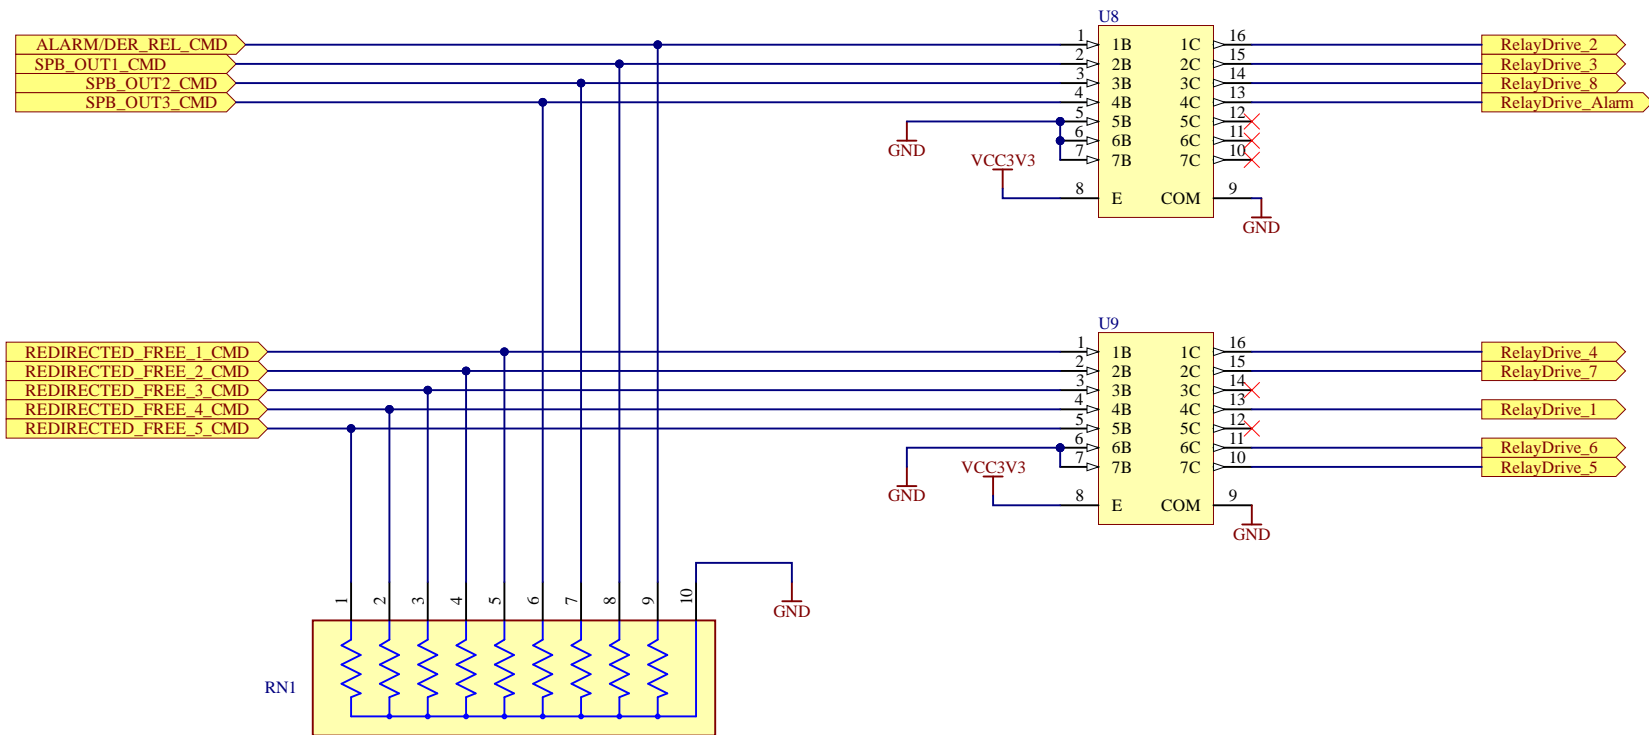 U8
ALARM/DER_REL_CMD 1 1B 1C 16 RelayDrive_2
SPB_OUT1_CMD 2 2B 2C 15 RelayDrive_3
SPB_OUT2_CMD 3 3B 3C 14 RelayDrive_8
SPB_OUT3_CMD 4 4B 4C 13 RelayDrive_Alarm
5 5B 5C 12
GND 6 6B 6C 11
VCC3V3 7 7B 7C 10
8 E COM 9
GND
U9
REDIRECTED_FREE_1_CMD 1 1B 1C 16 RelayDrive_4
REDIRECTED_FREE_2_CMD 2 2B 2C 15 RelayDrive_7
REDIRECTED_FREE_3_CMD 3 3B 3C 14
REDIRECTED_FREE_4_CMD 4 4B 4C 13 RelayDrive_1
REDIRECTED_FREE_5_CMD 5 5B 5C 12
6 6B 6C 11 RelayDrive_6
VCC3V3 7 7B 7C 10 RelayDrive_5
GND 8 E COM 9
GND
1 2 3 4 5 6 7 8 9 10
GND
RN1